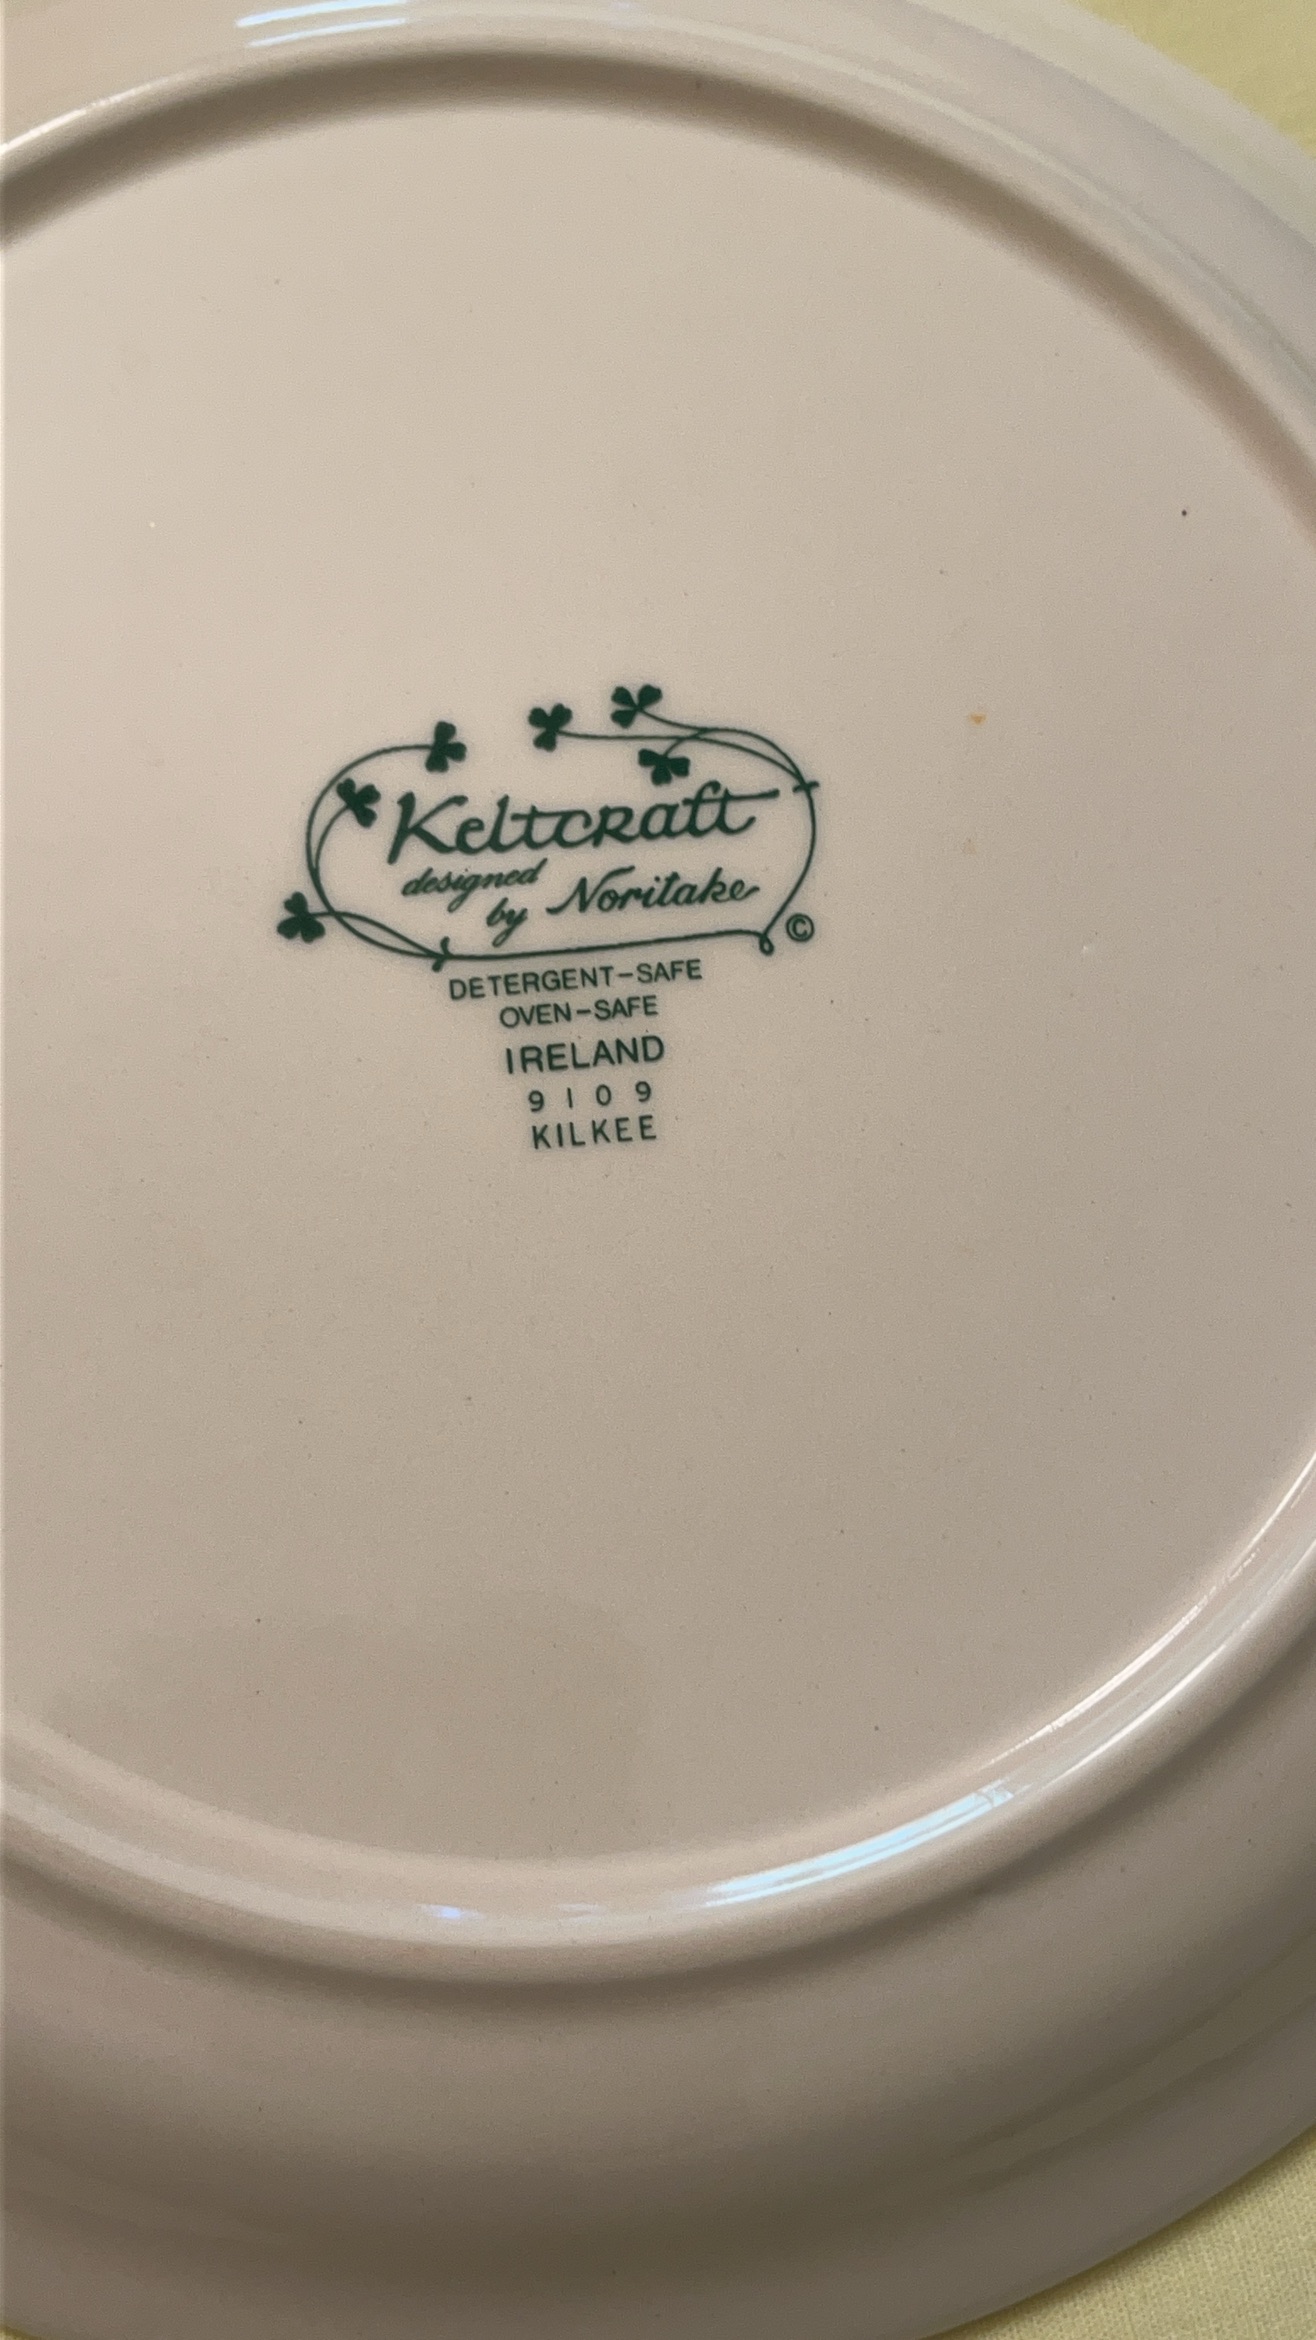 Keltcraft
designed
by Noritake
©
DETERGENT-SAFE
OVEN-SAFE
IRELAND
9109
KILKEE